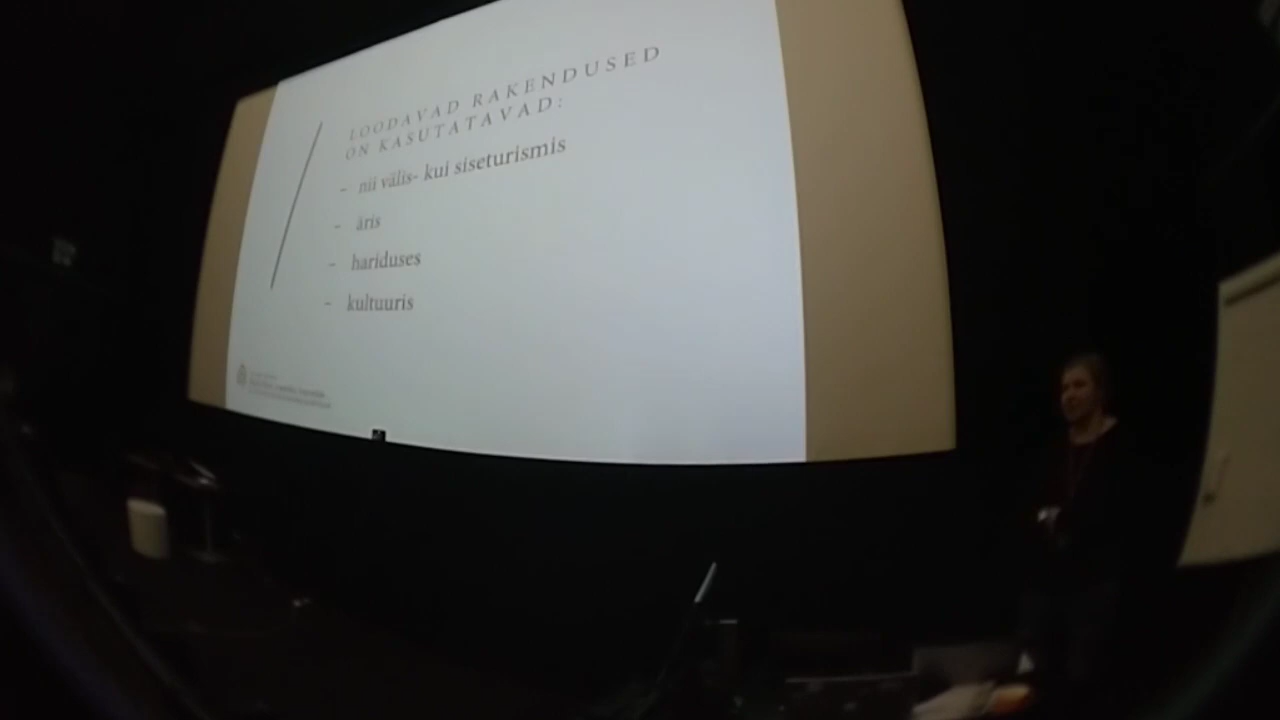 LOODAVAD RAKENDUSED
ON KASUTATAVAD:
- nii välis- kui siseturismis
- äris
- hariduses
- kultuuris